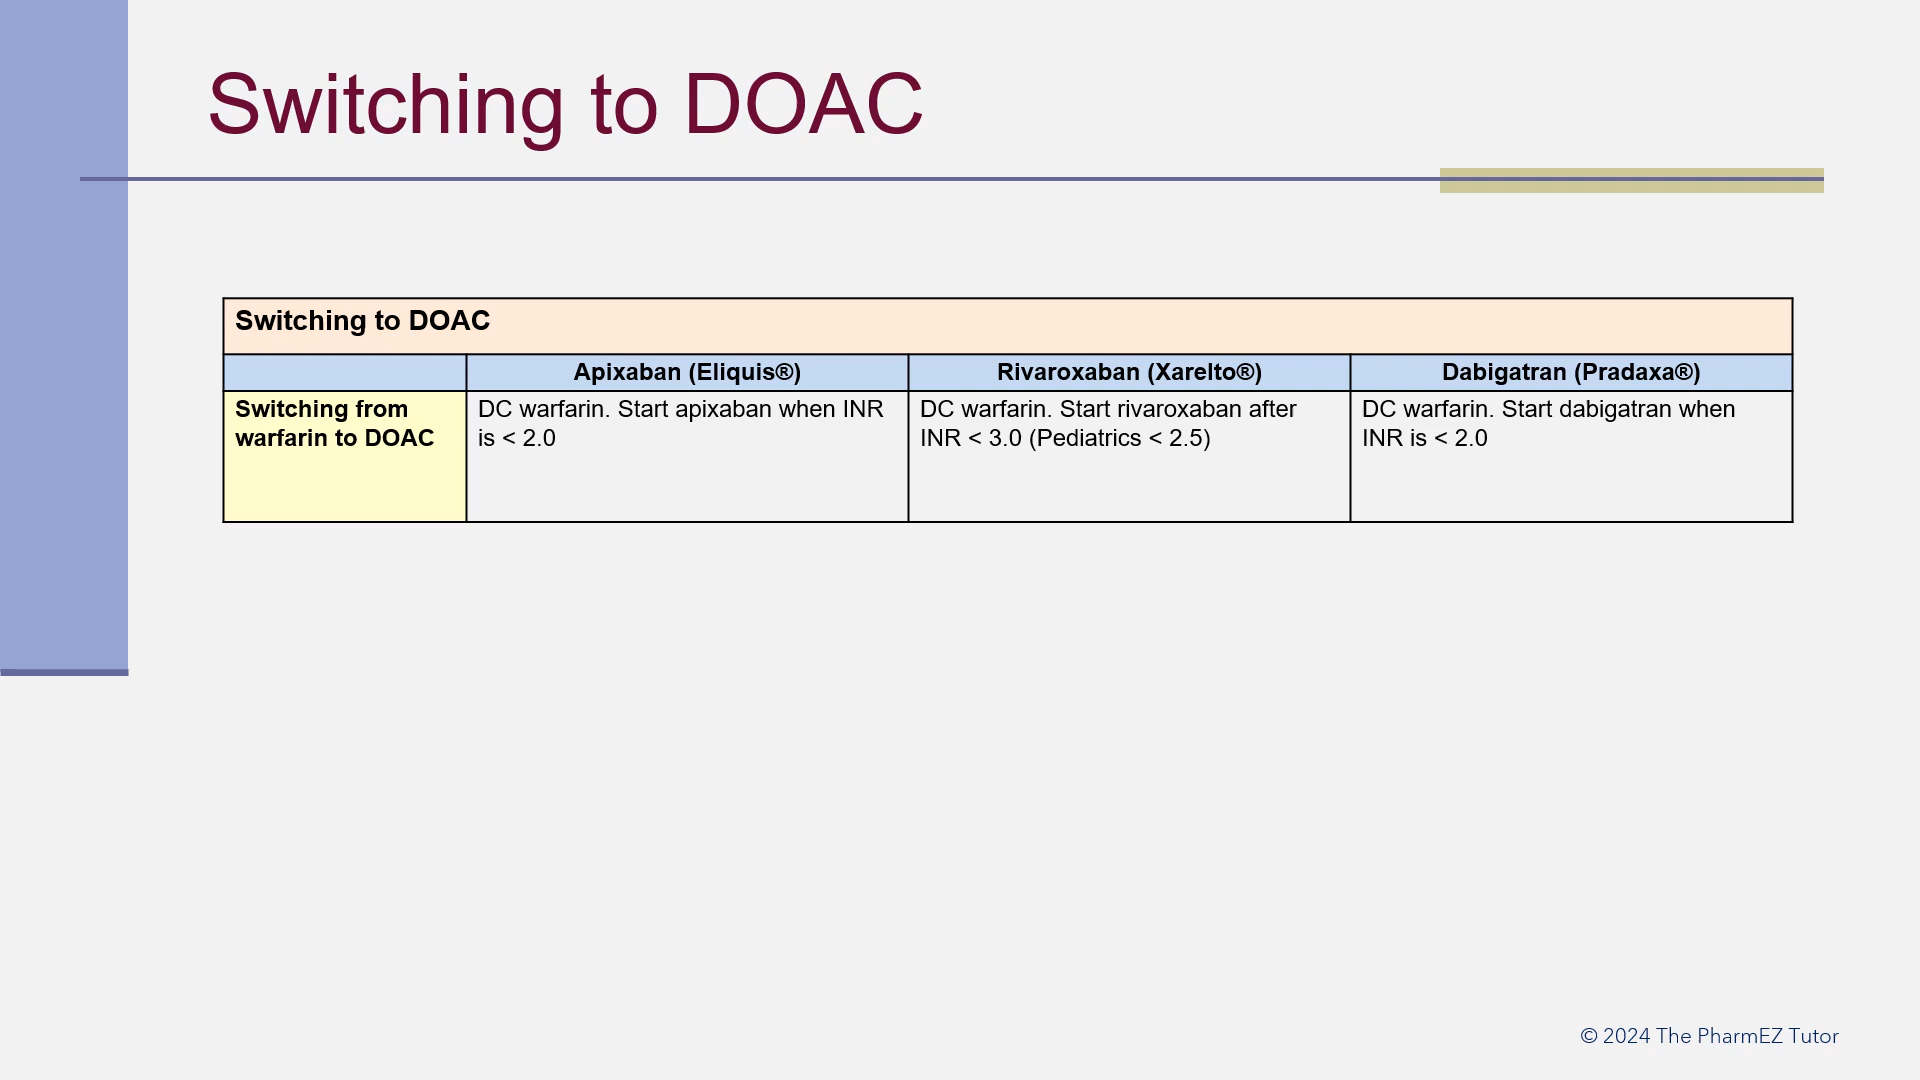 Switching to DOAC
Switching to DOAC
Apixaban (Eliquis®)
Rivaroxaban (Xarelto®)
Dabigatran (Pradaxa®)
Switching from
warfarin to DOAC
DC warfarin. Start apixaban when INR
is < 2.0
DC warfarin. Start rivaroxaban after
INR < 3.0 (Pediatrics < 2.5)
DC warfarin. Start dabigatran when
INR is < 2.0
© 2024 The PharmEZ Tutor